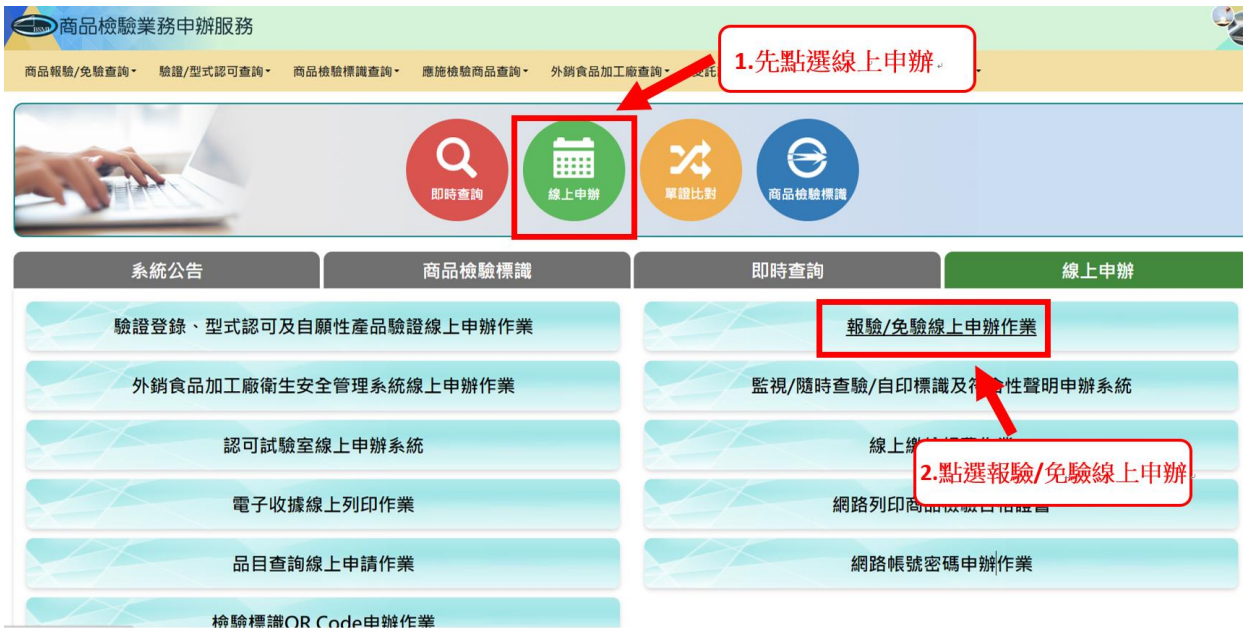 BSMI
商品檢驗業務申辦服務
1.先點選線上申辦
商品報驗/免驗查詢 驗證/型式認可查詢 商品檢驗標識查詢 應施檢驗商品查詢 外銷食品加工廠查詢
即時查詢 線上申辦 單證比對 商品檢驗標識
系統公告 商品檢驗標識 即時查詢 線上申辦
驗證登錄、型式認可及自願性產品驗證線上申辦作業 報驗/免驗線上申辦作業
外銷食品加工廠衛生安全管理系統線上申辦作業 監視/隨時查驗/自印標識及符合性聲明申辦系統
認可試驗室線上申辦系統 線上繳
2.點選報驗/免驗線上申辦
電子收據線上列印作業 網路列印商品檢驗合格證書
品目查詢線上申請作業 網路帳號密碼申辦作業
檢驗標識QR Code申辦作業